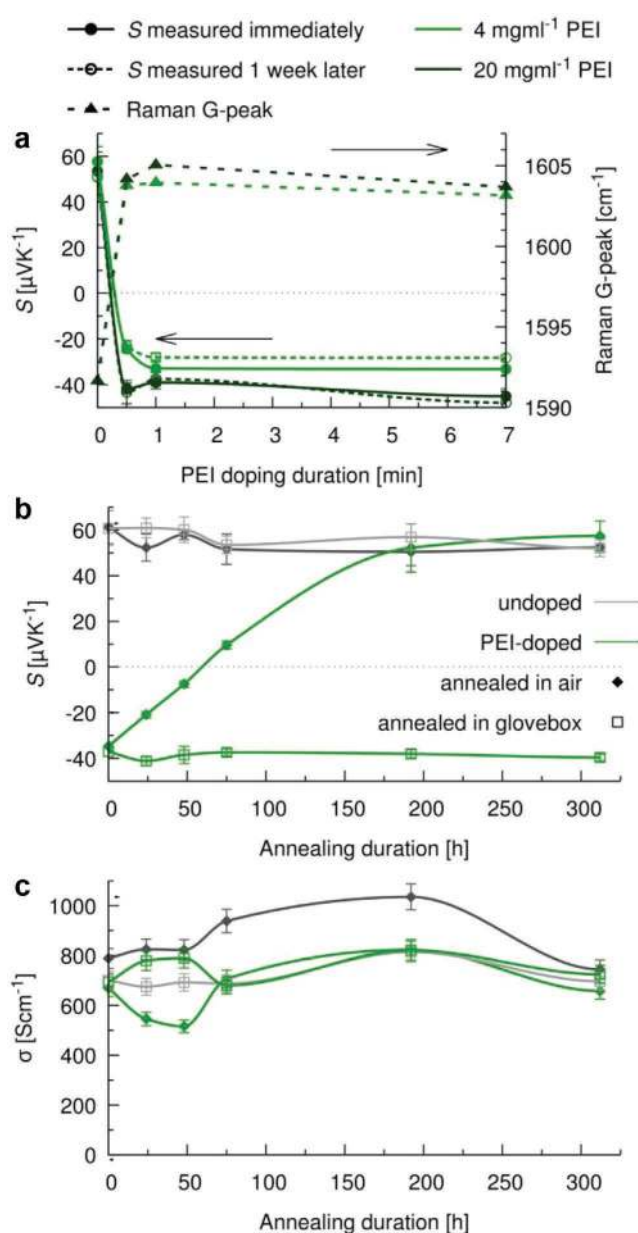 S measured immediately
4 mgml⁻¹ PEI
S measured 1 week later
20 mgml⁻¹ PEI
Raman G-peak
a
60
40
20
0
-20
-40
S [µVK⁻¹]
1605
1600
1595
1590
Raman G-peak [cm⁻¹]
0 1 2 3 4 5 6 7
PEI doping duration [min]
b
60
40
20
0
-20
-40
S [µVK⁻¹]
undoped
PEI-doped
annealed in air
annealed in glovebox
0 50 100 150 200 250 300
Annealing duration [h]
c
1000
800
600
400
200
0
σ [Scm⁻¹]
0 50 100 150 200 250 300
Annealing duration [h]